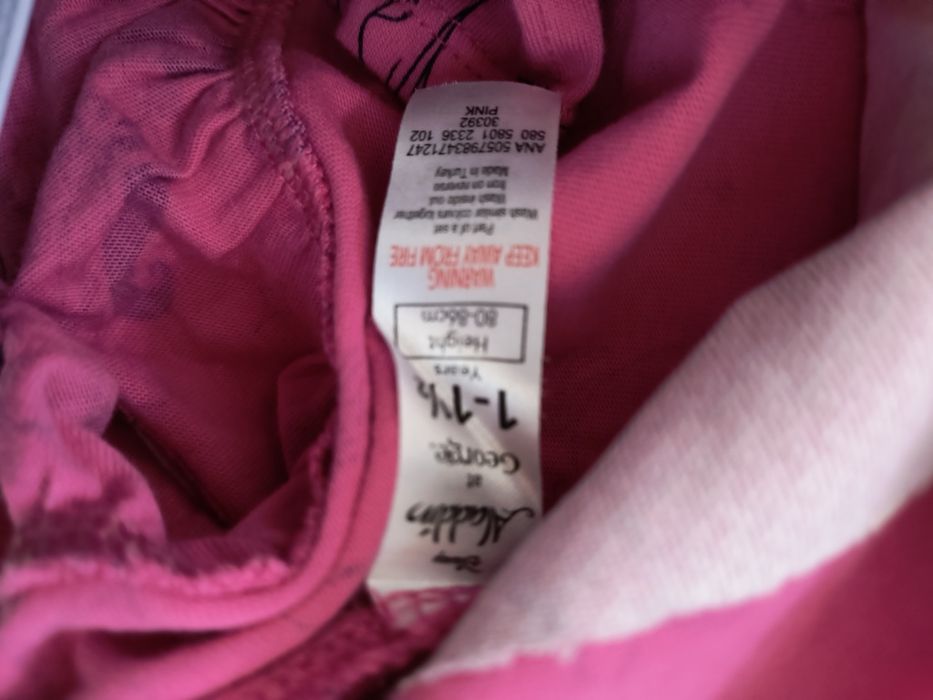 Disney
Aladdin
at
George.
1-1½
Years
Height
80-86cm
WARNING
KEEP AWAY FROM FIRE
Part of a set
Wash similar colours together
Wash inside out
Iron on reverse
Made in Turkey
ANA 5057983471247
580 5801 2336 102
30392
PINK